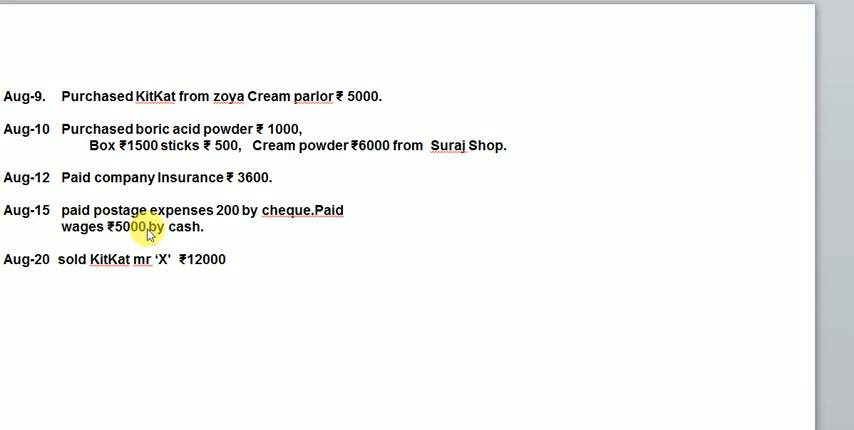 Aug-9. Purchased KitKat from zoya Cream parlor ₹ 5000.
Aug-10 Purchased boric acid powder ₹ 1000,
Box ₹1500 sticks ₹ 500, Cream powder ₹6000 from Suraj Shop.
Aug-12 Paid company Insurance ₹ 3600.
Aug-15 paid postage expenses 200 by cheque.Paid
wages ₹5000 by cash.
Aug-20 sold KitKat mr ‘X' ₹12000